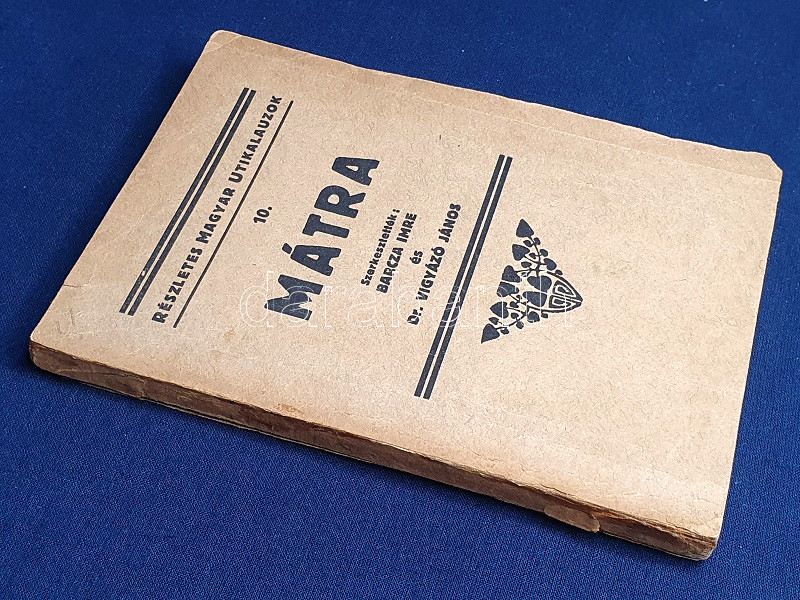 RÉSZLETES MAGYAR UTIKALAUZOK
10.
MÁTRA
Szerkesztették:
BARCZA IMRE
és
Dr. VIGYÁZÓ JÁNOS